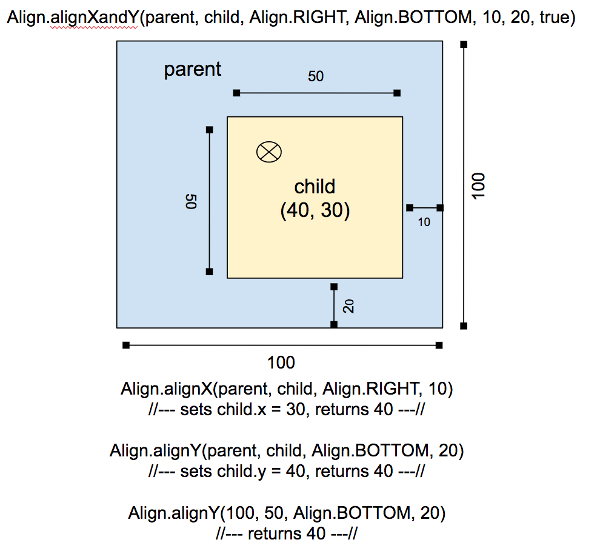 Align.alignXandY(parent, child, Align.RIGHT, Align.BOTTOM, 10, 20, true)
parent
50
50
child
(40, 30)
100
10
20
100
Align.alignX(parent, child, Align.RIGHT, 10)
//--- sets child.x = 30, returns 40 ---//
Align.alignY(parent, child, Align.BOTTOM, 20)
//--- sets child.y = 40, returns 40 ---//
Align.alignY(100, 50, Align.BOTTOM, 20)
//--- returns 40 ---//